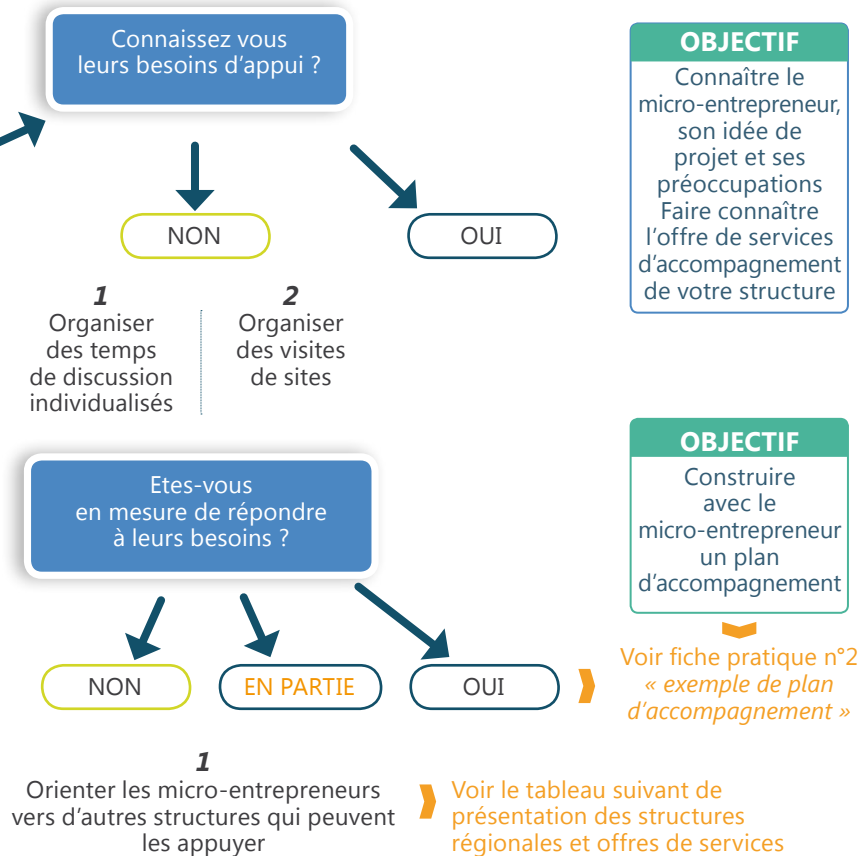 Connaissez vous
leurs besoins d'appui ?
OBJECTIF
Connaître le
micro-entrepreneur,
son idée de
projet et ses
préoccupations
Faire connaître
l'offre de services
d'accompagnement
de votre structure
NON
OUI
1
Organiser
des temps
de discussion
individualisés
2
Organiser
des visites
de sites
Etes-vous
en mesure de répondre
à leurs besoins ?
OBJECTIF
Construire
avec le
micro-entrepreneur
un plan
d'accompagnement
NON
EN PARTIE
OUI
Voir fiche pratique n°2
« exemple de plan
d'accompagnement »
1
Orienter les micro-entrepreneurs
vers d'autres structures qui peuvent
les appuyer
Voir le tableau suivant de
présentation des structures
régionales et offres de services